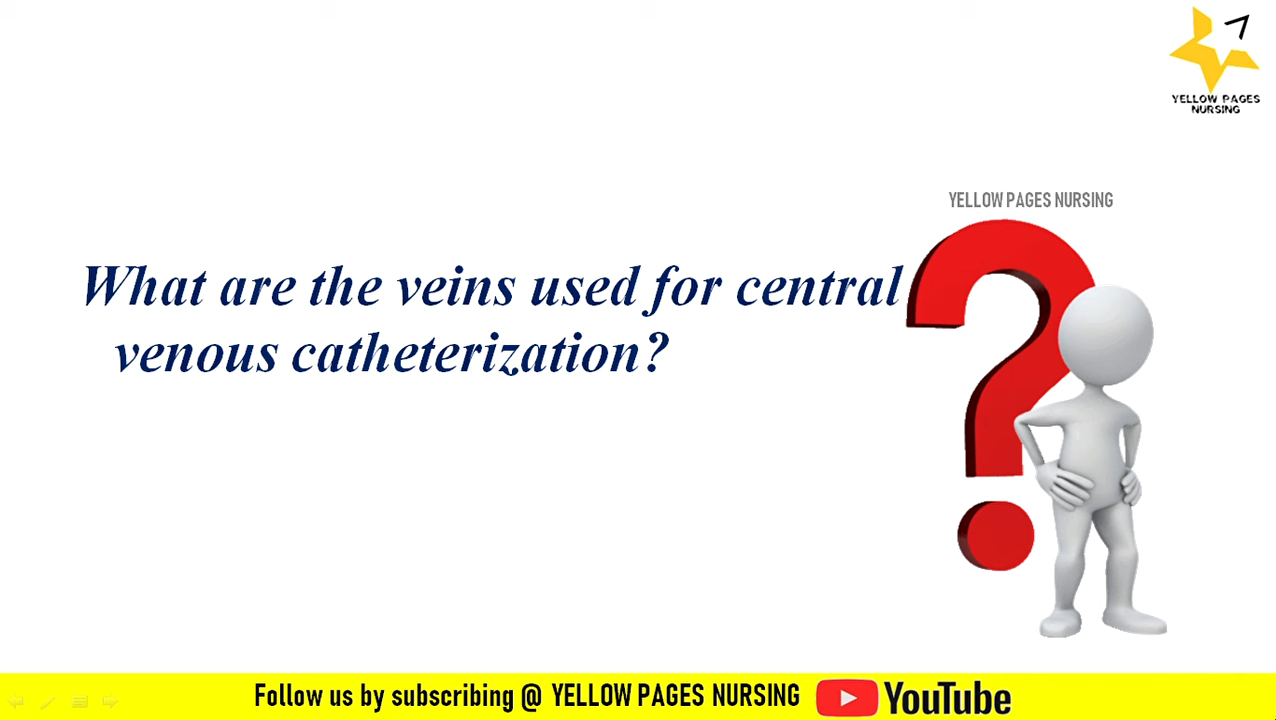 YELLOW PAGES
NURSING
YELLOW PAGES NURSING
What are the veins used for central
venous catheterization?
Follow us by subscribing @ YELLOW PAGES NURSING YouTube